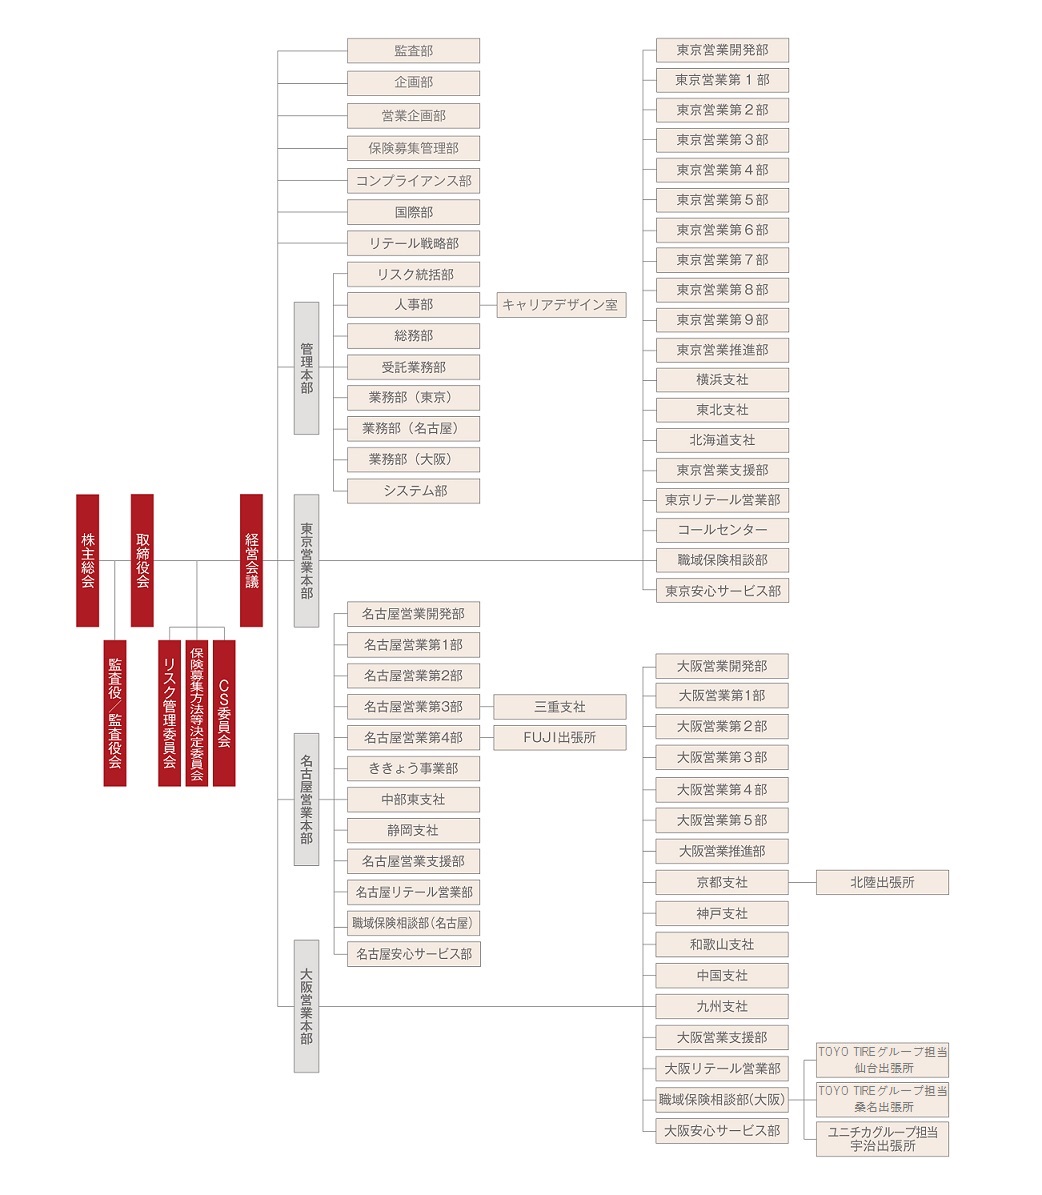 株主総会
監査役／監査役会
取締役会
リスク管理委員会
保険募集方法等決定委員会
CS委員会
経営会議
監査部
企画部
営業企画部
保険募集管理部
コンプライアンス部
国際部
リテール戦略部
管理本部
リスク統括部
人事部
キャリアデザイン室
総務部
受託業務部
業務部（東京）
業務部（名古屋）
業務部（大阪）
システム部
東京営業本部
東京営業開発部
東京営業第１部
東京営業第２部
東京営業第３部
東京営業第４部
東京営業第５部
東京営業第６部
東京営業第７部
東京営業第８部
東京営業第９部
東京営業推進部
横浜支社
東北支社
北海道支社
東京営業支援部
東京リテール営業部
コールセンター
職域保険相談部
東京安心サービス部
名古屋営業本部
名古屋営業開発部
名古屋営業第1部
名古屋営業第2部
名古屋営業第3部
三重支社
名古屋営業第4部
FUJI出張所
ききょう事業部
中部東支社
静岡支社
名古屋営業支援部
名古屋リテール営業部
職域保険相談部(名古屋)
名古屋安心サービス部
大阪営業本部
大阪営業開発部
大阪営業第1部
大阪営業第２部
大阪営業第３部
大阪営業第４部
大阪営業第５部
大阪営業推進部
京都支社
北陸出張所
神戸支社
和歌山支社
中国支社
九州支社
大阪営業支援部
大阪リテール営業部
職域保険相談部(大阪)
TOYO TIREグループ担当
仙台出張所
TOYO TIREグループ担当
桑名出張所
ユニチカグループ担当
宇治出張所
大阪安心サービス部